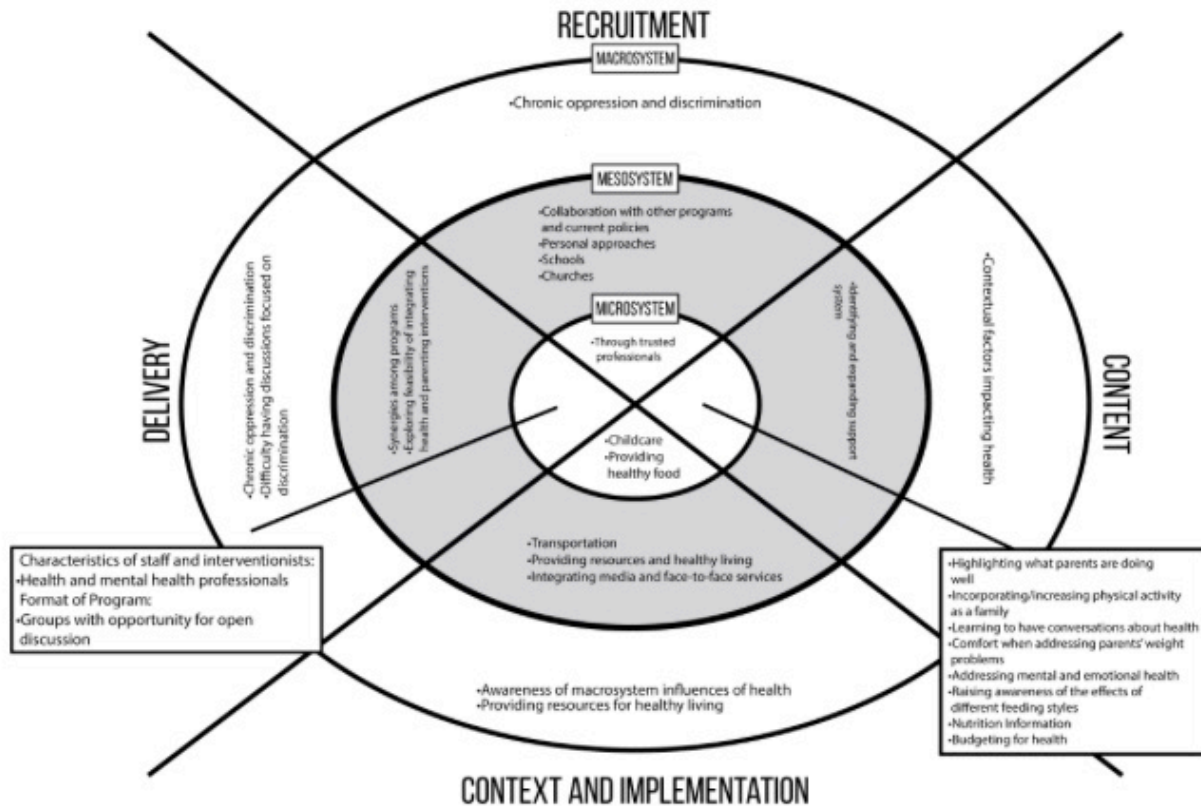 RECRUITMENT
MACROSYSTEM
•Chronic oppression and discrimination
MESOSYSTEM
•Collaboration with other programs
and current policies
•Personal approaches
•Schools
•Churches
MICROSYSTEM
•Through trusted
professionals
DELIVERY
•Chronic oppression and discrimination
•Difficulty having discussions focused on
discrimination
•Synergies among programs
•Exploring feasibility of integrating
health and parenting interventions
•Identifying and expanding support
system
•Contextual factors impacting health
CONTENT
•Childcare
•Providing
healthy food
•Transportation
•Providing resources and healthy living
•Integrating media and face-to-face services
Characteristics of staff and interventionists:
•Health and mental health professionals
Format of Program:
•Groups with opportunity for open
discussion
•Highlighting what parents are doing
well
•Incorporating/increasing physical activity
as a family
•Learning to have conversations about health
•Comfort when addressing parents' weight
problems
•Addressing mental and emotional health
•Raising awareness of the effects of
different feeding styles
•Nutrition Information
•Budgeting for health
•Awareness of macrosystem influences of health
•Providing resources for healthy living
CONTEXT AND IMPLEMENTATION